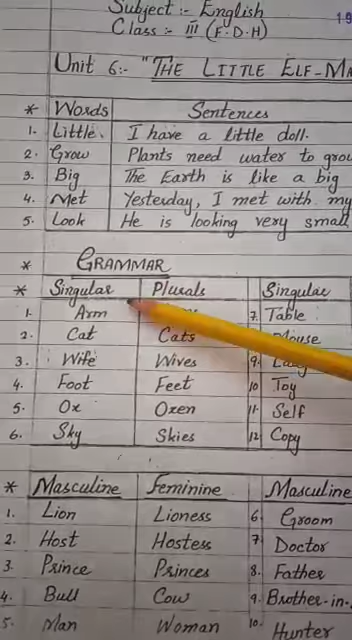 Subject :- English
Class :- III (F.D.H)
Unit 6:- "THE LITTLE ELF-MA
* Words Sentences
1. Little. I have a little doll.
2. Grow Plants need water to grow
3. Big The Earth is like a big
4. Met Yesterday, I met with my
5. Look He is looking very small
* GRAMMAR
* Singular Plurals Singular
1. Arm 7. Table
2. Cat Cats Mouse
3. Wife Wives 9.
4. Foot Feet 10 Toy
5. Ox Oxen 11. Self
6. Sky Skies 12 Copy
* Masculine Feminine * Masculine
1. Lion Lioness 6. Groom
2. Host Hostess 7. Doctor
3. Prince Princes 8. Father
4. Bull Cow 9. Brother-in-
5. Man Woman 10. Hunter